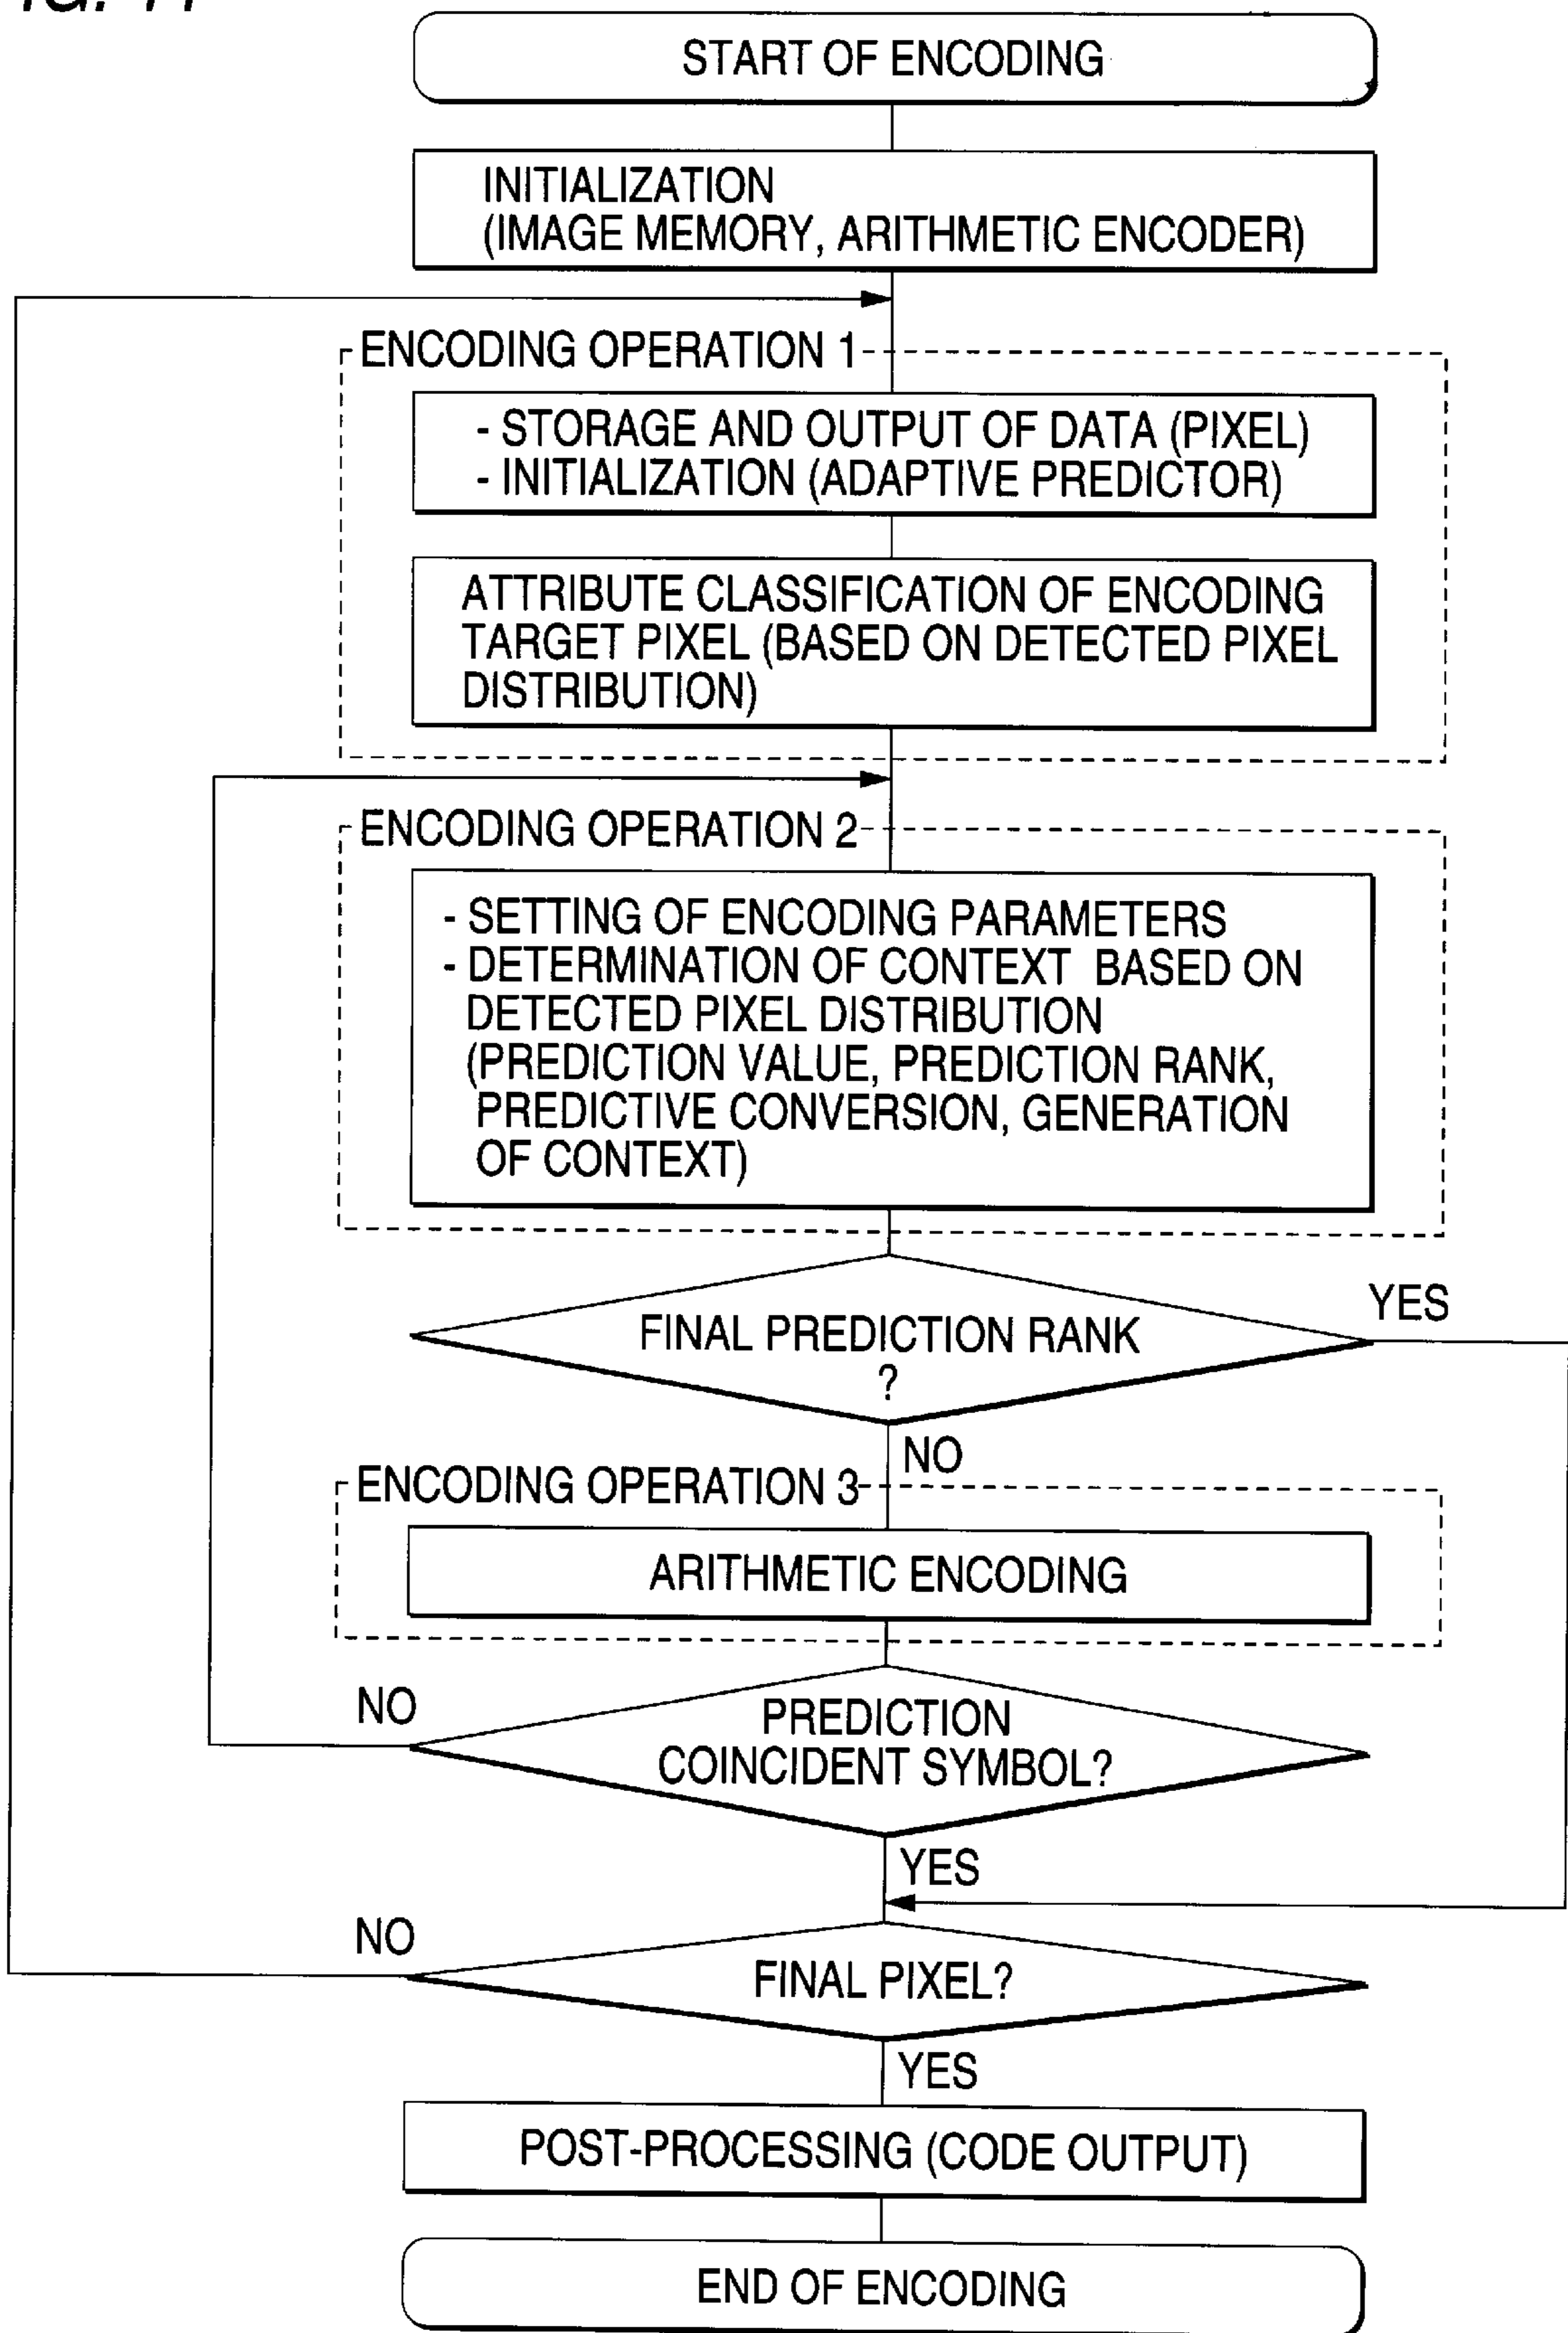 START OF ENCODING
INITIALIZATION
(IMAGE MEMORY, ARITHMETIC ENCODER)
ENCODING OPERATION 1
- STORAGE AND OUTPUT OF DATA (PIXEL)
- INITIALIZATION (ADAPTIVE PREDICTOR)
ATTRIBUTE CLASSIFICATION OF ENCODING
TARGET PIXEL (BASED ON DETECTED PIXEL
DISTRIBUTION)
ENCODING OPERATION 2
- SETTING OF ENCODING PARAMETERS
- DETERMINATION OF CONTEXT BASED ON
DETECTED PIXEL DISTRIBUTION
(PREDICTION VALUE, PREDICTION RANK,
PREDICTIVE CONVERSION, GENERATION
OF CONTEXT)
YES
FINAL PREDICTION RANK
?
NO
ENCODING OPERATION 3
ARITHMETIC ENCODING
NO
PREDICTION
COINCIDENT SYMBOL?
YES
NO
FINAL PIXEL?
YES
POST-PROCESSING (CODE OUTPUT)
END OF ENCODING